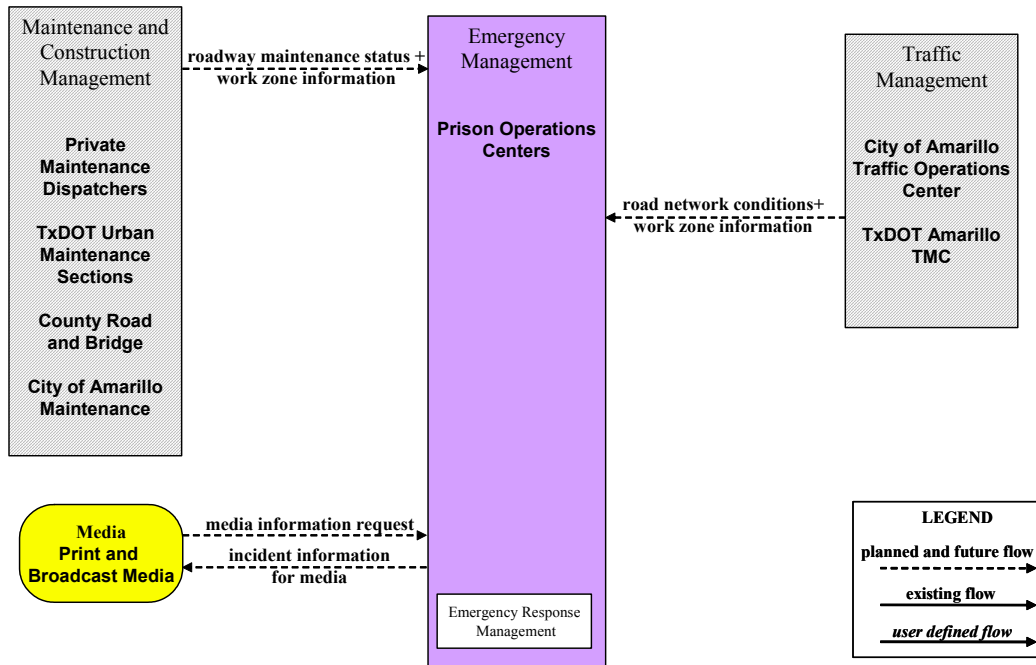 Maintenance and
Construction
Management
Private
Maintenance
Dispatchers
TxDOT Urban
Maintenance
Sections
County Road
and Bridge
City of Amarillo
Maintenance
roadway maintenance status +
work zone information
Emergency
Management
Prison Operations
Centers
Traffic
Management
City of Amarillo
Traffic Operations
Center
TxDOT Amarillo
TMC
road network conditions+
work zone information
Media
Print and
Broadcast Media
media information request
incident information
for media
Emergency Response
Management
LEGEND
planned and future flow
existing flow
user defined flow